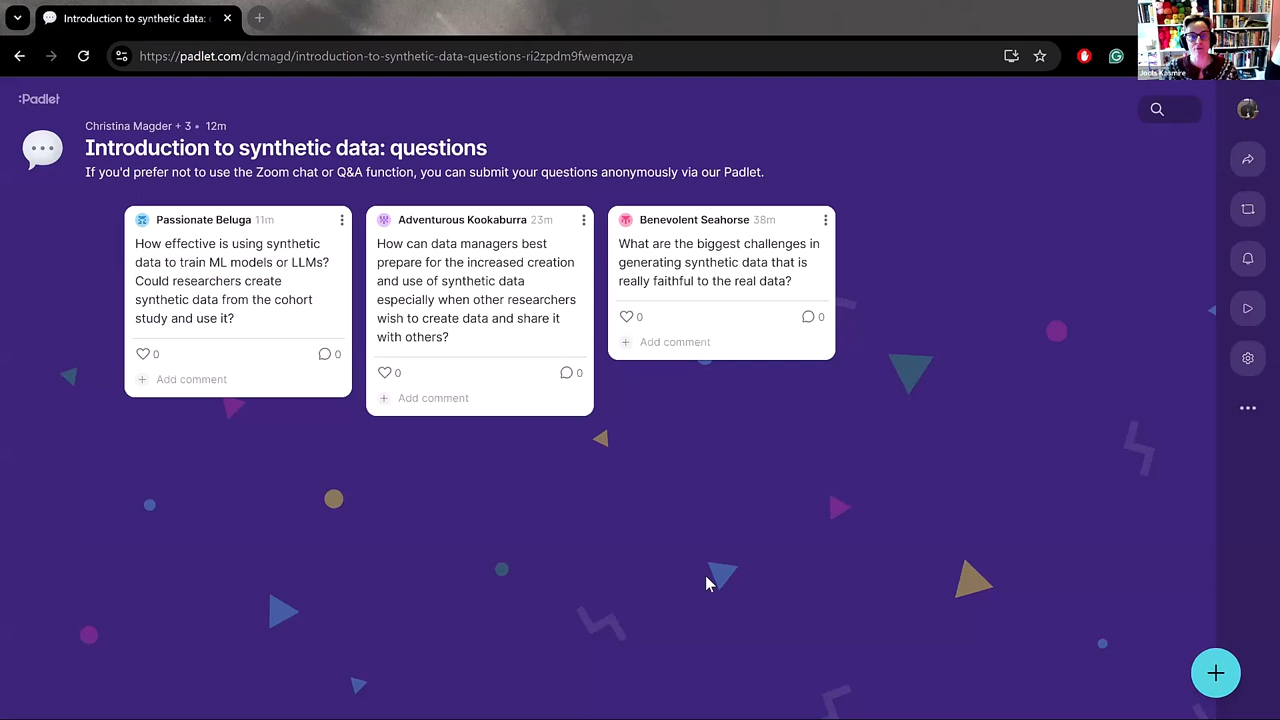 Introduction to synthetic data:
https://padlet.com/dcmagd/introduction-to-synthetic-data-questions-ri2zpdm9fwemqzya
Jools Kasmire
:Padlet
Christina Magder + 3 • 12m
Introduction to synthetic data: questions
If you'd prefer not to use the Zoom chat or Q&A function, you can submit your questions anonymously via our Padlet.
Passionate Beluga 11m
How effective is using synthetic
data to train ML models or LLMs?
Could researchers create
synthetic data from the cohort
study and use it?
0 0
Add comment
Adventurous Kookaburra 23m
How can data managers best
prepare for the increased creation
and use of synthetic data
especially when other researchers
wish to create data and share it
with others?
0 0
Add comment
Benevolent Seahorse 38m
What are the biggest challenges in
generating synthetic data that is
really faithful to the real data?
0 0
Add comment